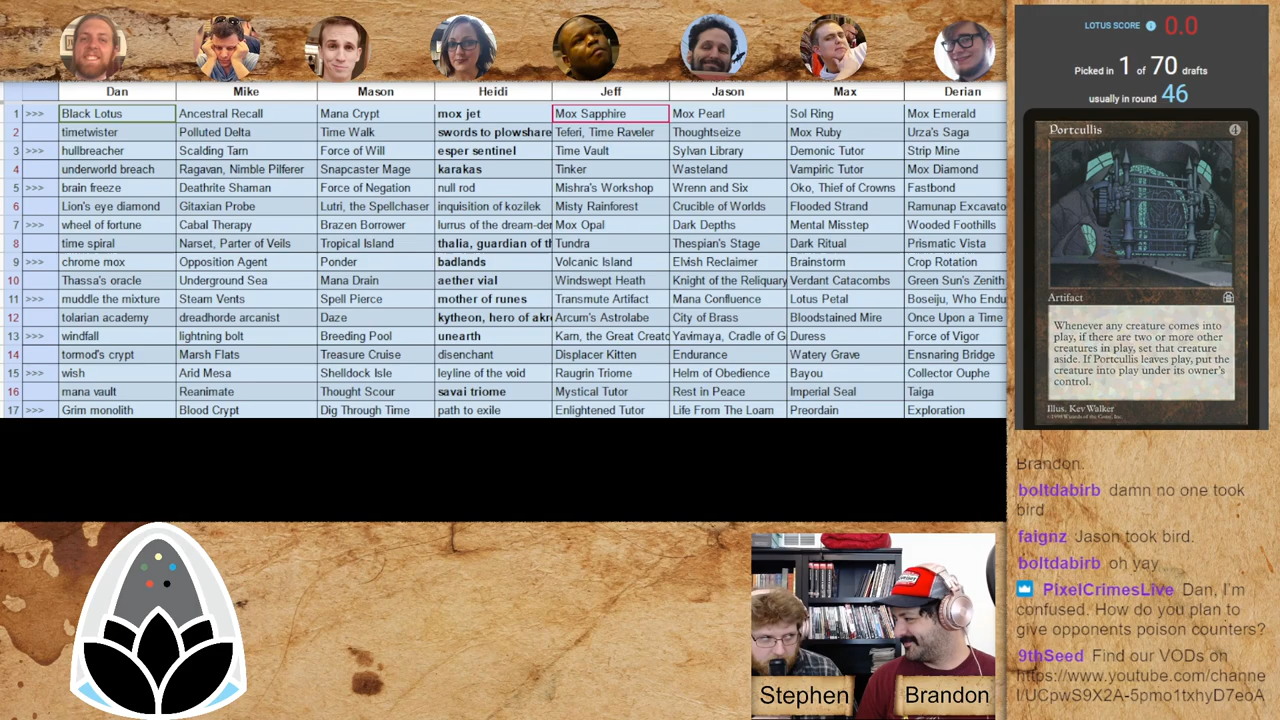 LOTUS SCORE 0.0
Picked in 1 of 70 drafts
usually in round 46
Dan Mike Mason Heidi Jeff Jason Max Derian
1 >>> Black Lotus Ancestral Recall Mana Crypt mox jet Mox Sapphire Mox Pearl Sol Ring Mox Emerald
2 timetwister Polluted Delta Time Walk swords to plowshare Teferi, Time Raveler Thoughtseize Mox Ruby Urza's Saga
3 >>> hullbreacher Scalding Tarn Force of Will esper sentinel Time Vault Sylvan Library Demonic Tutor Strip Mine
4 underworld breach Ragavan, Nimble Pilferer Snapcaster Mage karakas Tinker Wasteland Vampiric Tutor Mox Diamond
5 >>> brain freeze Deathrite Shaman Force of Negation null rod Mishra's Workshop Wrenn and Six Oko, Thief of Crowns Fastbond
6 Lion's eye diamond Gitaxian Probe Lutri, the Spellchaser inquisition of kozilek Misty Rainforest Crucible of Worlds Flooded Strand Ramunap Excavato
7 >>> wheel of fortune Cabal Therapy Brazen Borrower lurrus of the dream-den Mox Opal Dark Depths Mental Misstep Wooded Foothills
8 time spiral Narset, Parter of Veils Tropical Island thalia, guardian of th Tundra Thespian's Stage Dark Ritual Prismatic Vista
9 >>> chrome mox Opposition Agent Ponder badlands Volcanic Island Elvish Reclaimer Brainstorm Crop Rotation
10 Thassa's oracle Underground Sea Mana Drain aether vial Windswept Heath Knight of the Reliquary Verdant Catacombs Green Sun's Zenith
11 >>> muddle the mixture Steam Vents Spell Pierce mother of runes Transmute Artifact Mana Confluence Lotus Petal Boseiju, Who Endu
12 tolarian academy dreadhorde arcanist Daze kytheon, hero of akro Arcum's Astrolabe City of Brass Bloodstained Mire Once Upon a Time
13 >>> windfall lightning bolt Breeding Pool unearth Karn, the Great Creato Yavimaya, Cradle of G Duress Force of Vigor
14 tormod's crypt Marsh Flats Treasure Cruise disenchant Displacer Kitten Endurance Watery Grave Ensnaring Bridge
15 >>> wish Arid Mesa Shelldock Isle leyline of the void Raugrin Triome Helm of Obedience Bayou Collector Ouphe
16 mana vault Reanimate Thought Scour savai triome Mystical Tutor Rest in Peace Imperial Seal Taiga
17 >>> Grim monolith Blood Crypt Dig Through Time path to exile Enlightened Tutor Life From The Loam Preordain Exploration
Portcullis 4
Artifact
Whenever any creature comes into
play, if there are two or more other
creatures in play, set that creature
aside. If Portcullis leaves play, put the
creature into play under its owner's
control.
Illus. Kev Walker
Brandon.
boltdabirb damn no one took
bird
faignz Jason took bird.
boltdabirb oh yay
PixelCrimesLive Dan, I'm
confused. How do you plan to
give opponents poison counters?
9thSeed Find our VODs on
https://www.youtube.com/channe
l/UCpwS9X2A-5pmo1txhyD7eoA
Stephen
Brandon